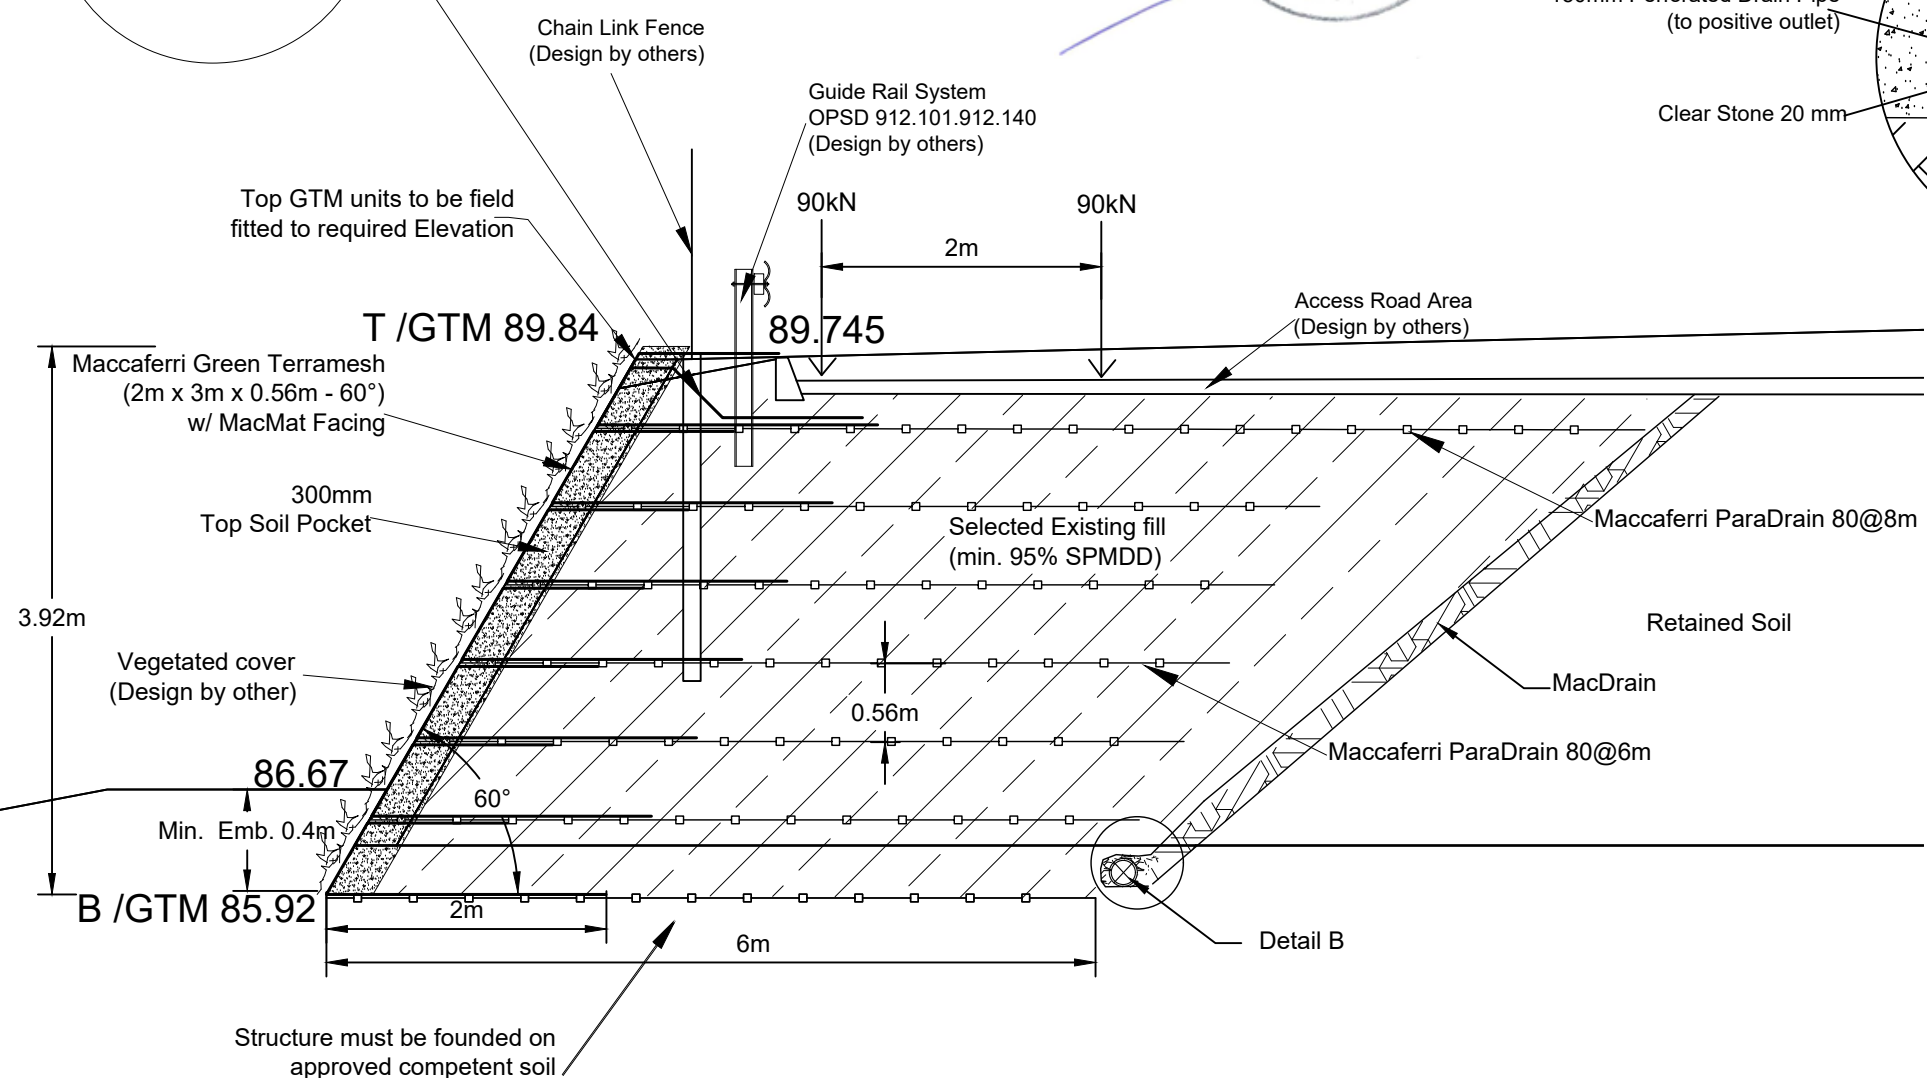 Chain Link Fence
(Design by others)
(to positive outlet)
Guide Rail System
OPSD 912.101.912.140
(Design by others)
Clear Stone 20 mm
Top GTM units to be field
fitted to required Elevation
90kN
90kN
2m
Access Road Area
(Design by others)
T /GTM 89.84
89.745
Maccaferri Green Terramesh
(2m x 3m x 0.56m - 60°)
w/ MacMat Facing
300mm
Top Soil Pocket
Selected Existing fill
(min. 95% SPMDD)
Maccaferri ParaDrain 80@8m
3.92m
Retained Soil
Vegetated cover
(Design by other)
MacDrain
0.56m
Maccaferri ParaDrain 80@6m
86.67
60°
Min. Emb. 0.4m
B /GTM 85.92
2m
6m
Detail B
Structure must be founded on
approved competent soil